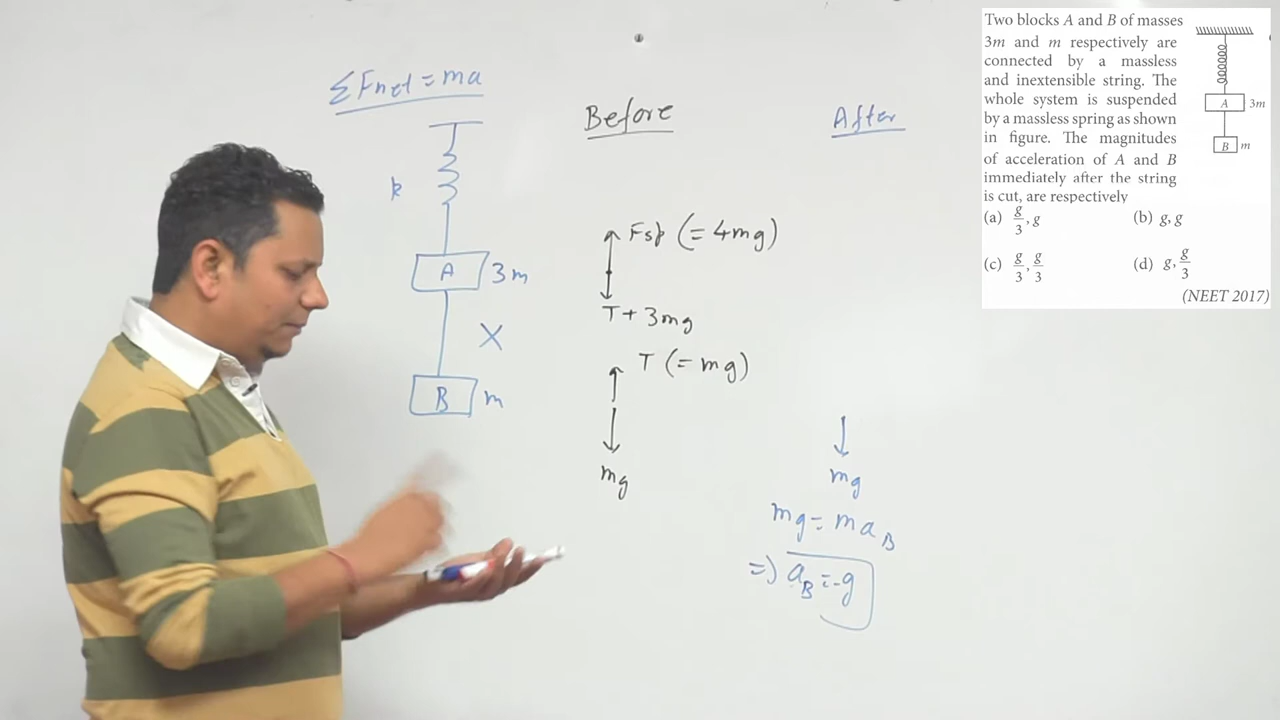 ΣFnet = ma
Before
After
k
A 3m
B m
Fsp (= 4mg)
T + 3mg
T (= mg)
mg
mg
mg = maB
=> aB = -g
Two blocks A and B of masses
3m and m respectively are
connected by a massless
and inextensible string. The
whole system is suspended
by a massless spring as shown
in figure. The magnitudes
of acceleration of A and B
immediately after the string
is cut, are respectively
(a) g/3, g
(b) g, g
(c) g/3, g/3
(d) g, g/3
(NEET 2017)
A 3m
B m